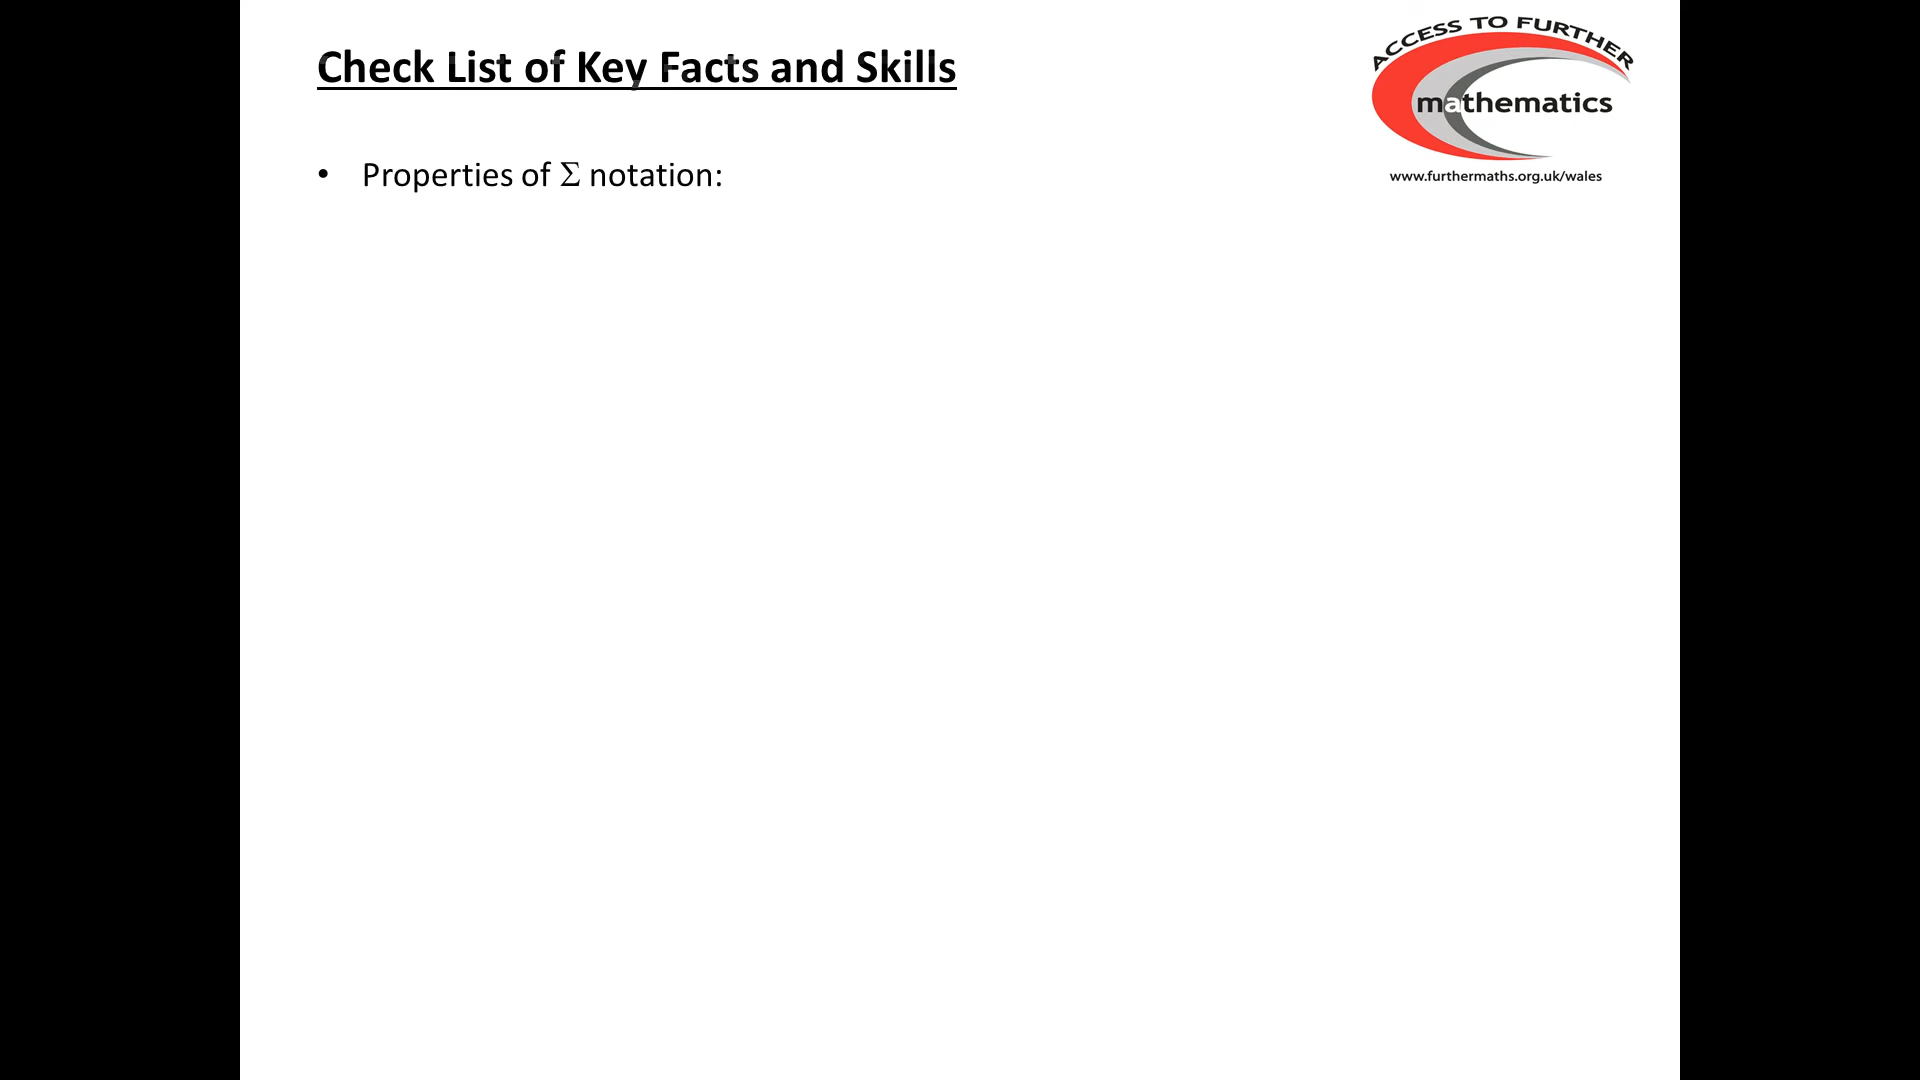 Check List of Key Facts and Skills
ACCESS TO FURTHER
mathematics
www.furthermaths.org.uk/wales
• Properties of Σ notation: